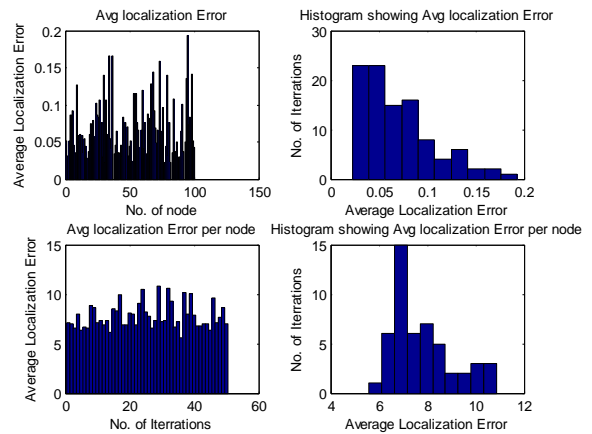 Avg localization Error
Average Localization Error
0.2
0.15
0.1
0.05
0
0 50 100 150
No. of node
Histogram showing Avg localization Error
No. of Iterrations
30
20
10
0
0 0.05 0.1 0.15 0.2
Average Localization Error
Avg localization Error per node
Average Localization Error
15
10
5
0
0 20 40 60
No. of Iterrations
Histogram showing Avg localization Error per node
No. of Iterrations
15
10
5
0
4 6 8 10 12
Average Localization Error